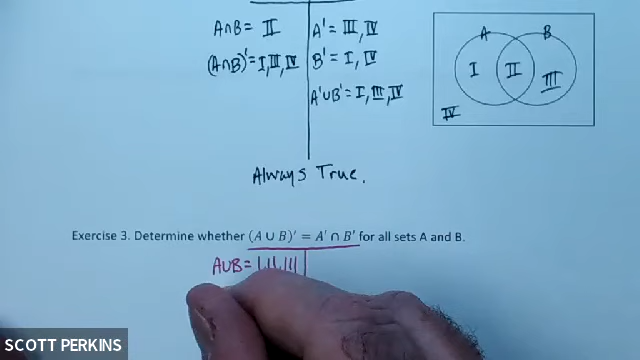 A∩B = II
(A∩B)' = I, III, IV
A' = III, IV
B' = I, IV
A'∪B' = I, III, IV
A
B
I
II
III
IV
Always True.
Exercise 3. Determine whether (A ∪ B)' = A' ∩ B' for all sets A and B.
A∪B = I, II, III
SCOTT PERKINS